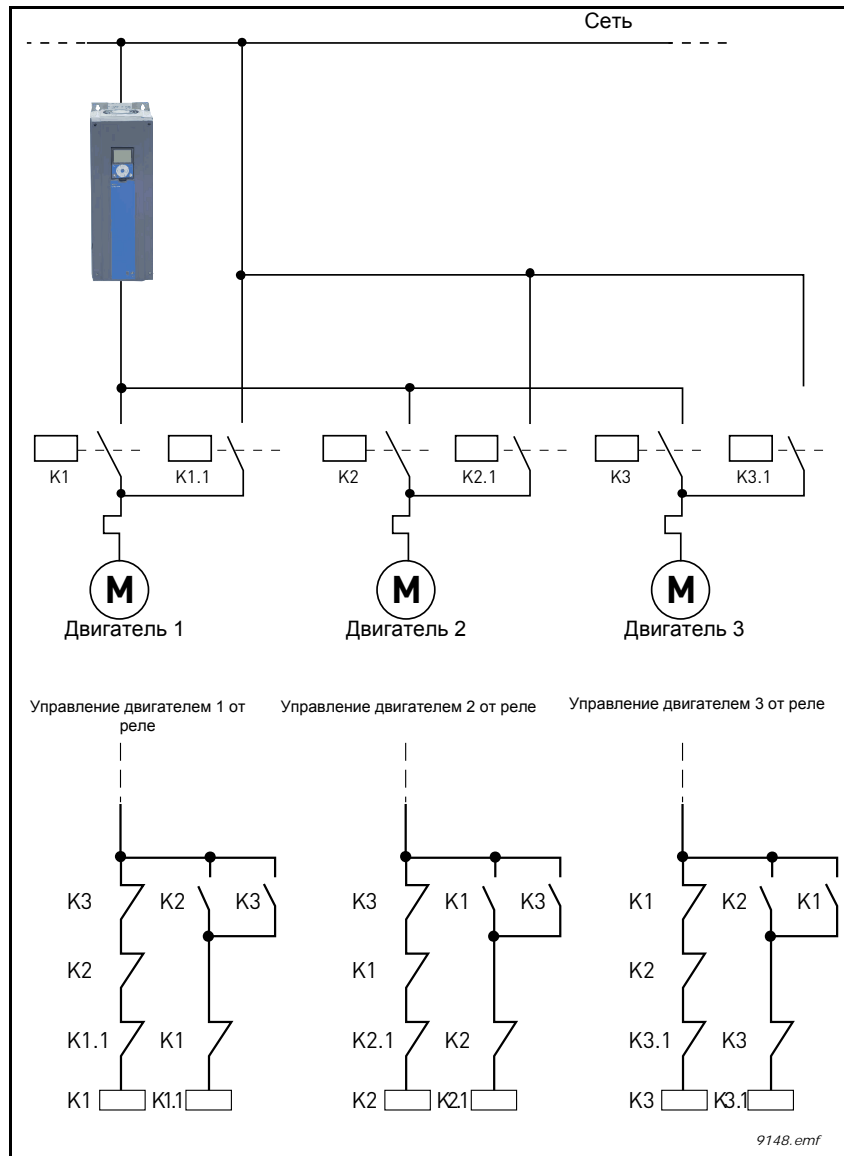 Сеть
K1
K1.1
K2
K2.1
K3
K3.1
M
M
M
Двигатель 1
Двигатель 2
Двигатель 3
Управление двигателем 1 от
реле
Управление двигателем 2 от реле
Управление двигателем 3 от реле
K3
K2
K3
K2
K1.1
K1
K1
K1.1
K3
K1
K3
K1
K2.1
K2
K2
K2.1
K1
K2
K1
K2
K3.1
K3
K3
K3.1
9148.emf